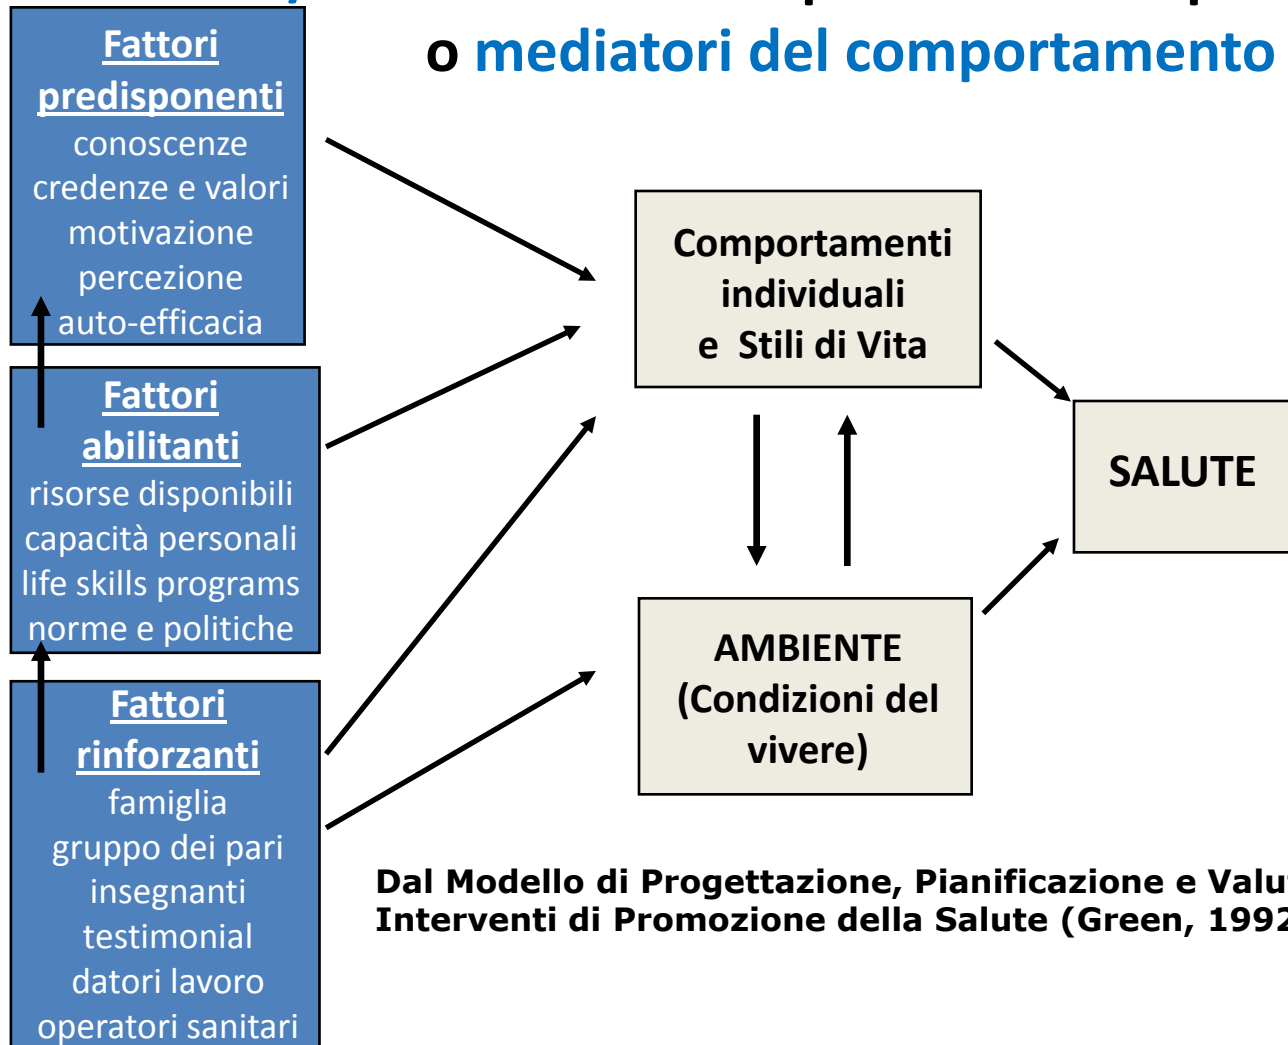 o mediatori del comportamento
Fattori
predisponenti
conoscenze
credenze e valori
motivazione
percezione
auto-efficacia
Fattori
abilitanti
risorse disponibili
capacità personali
life skills programs
norme e politiche
Fattori
rinforzanti
famiglia
gruppo dei pari
insegnanti
testimonial
datori lavoro
operatori sanitari
Comportamenti
individuali
e Stili di Vita
AMBIENTE
(Condizioni del
vivere)
SALUTE
Dal Modello di Progettazione, Pianificazione e Valu
Interventi di Promozione della Salute (Green, 1992